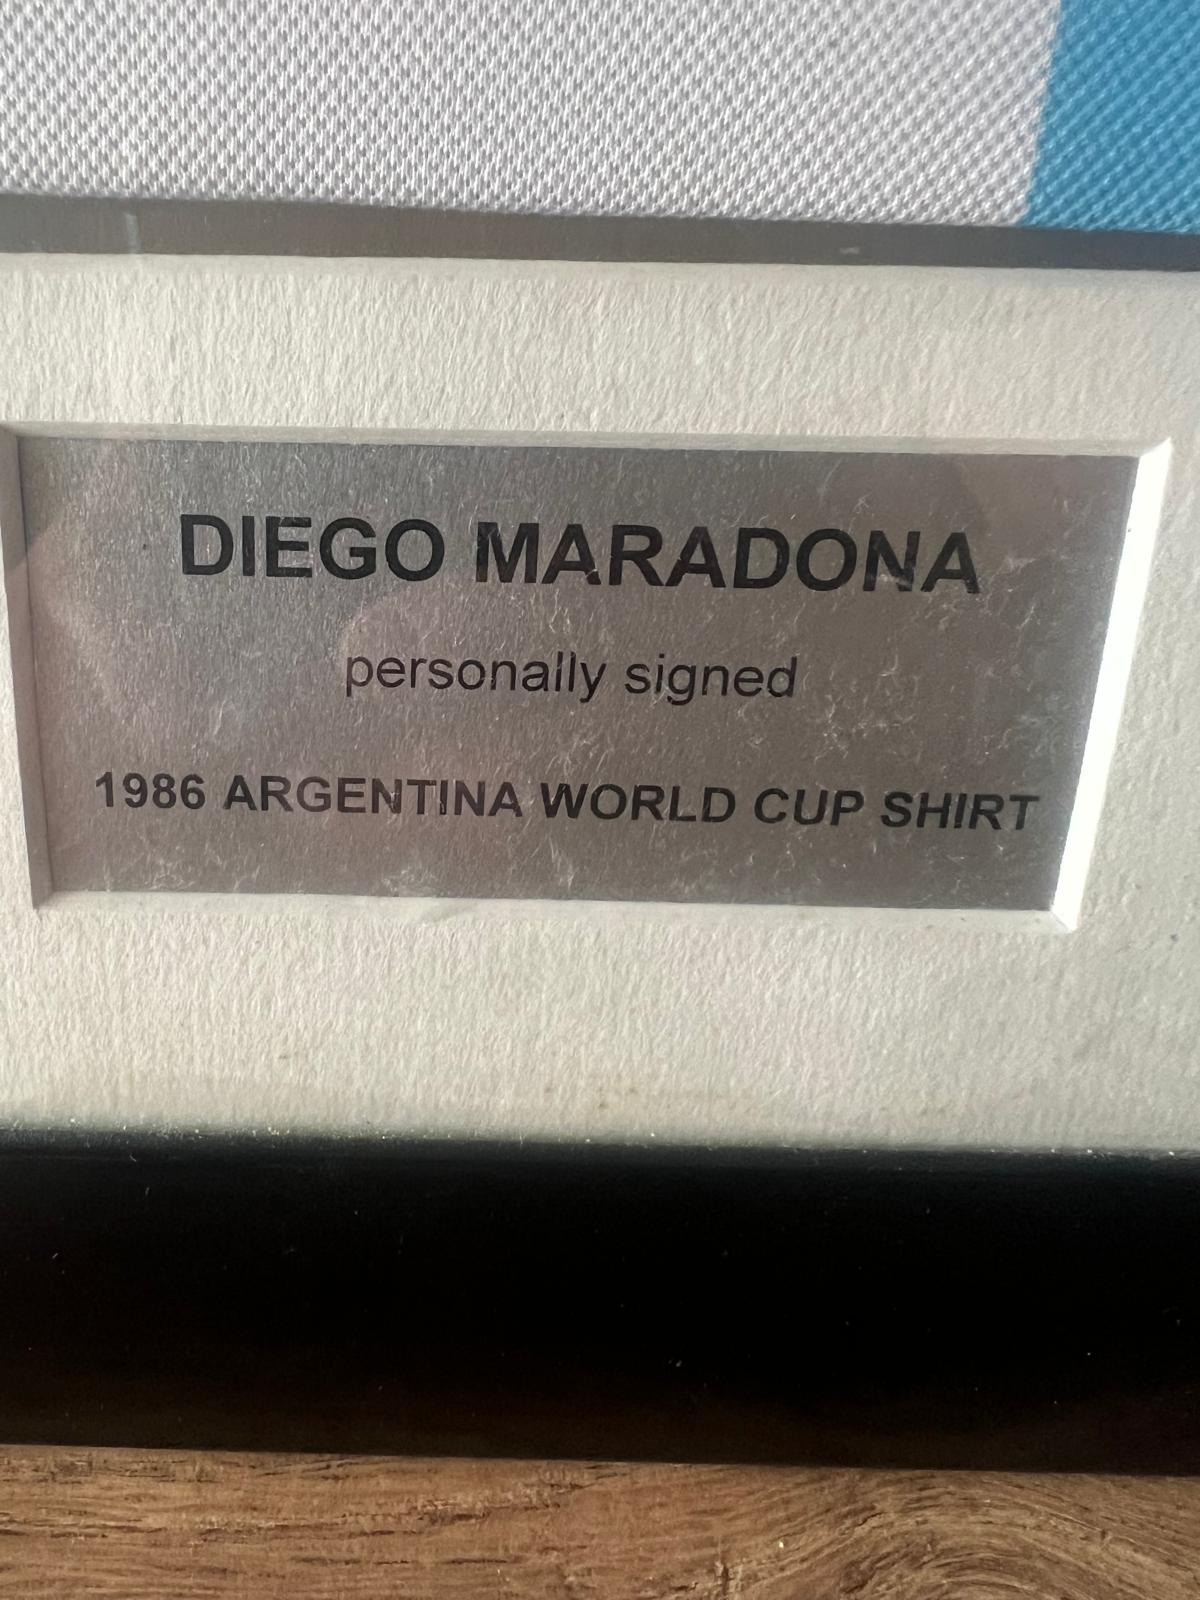 DIEGO MARADONA
personally signed
1986 ARGENTINA WORLD CUP SHIRT